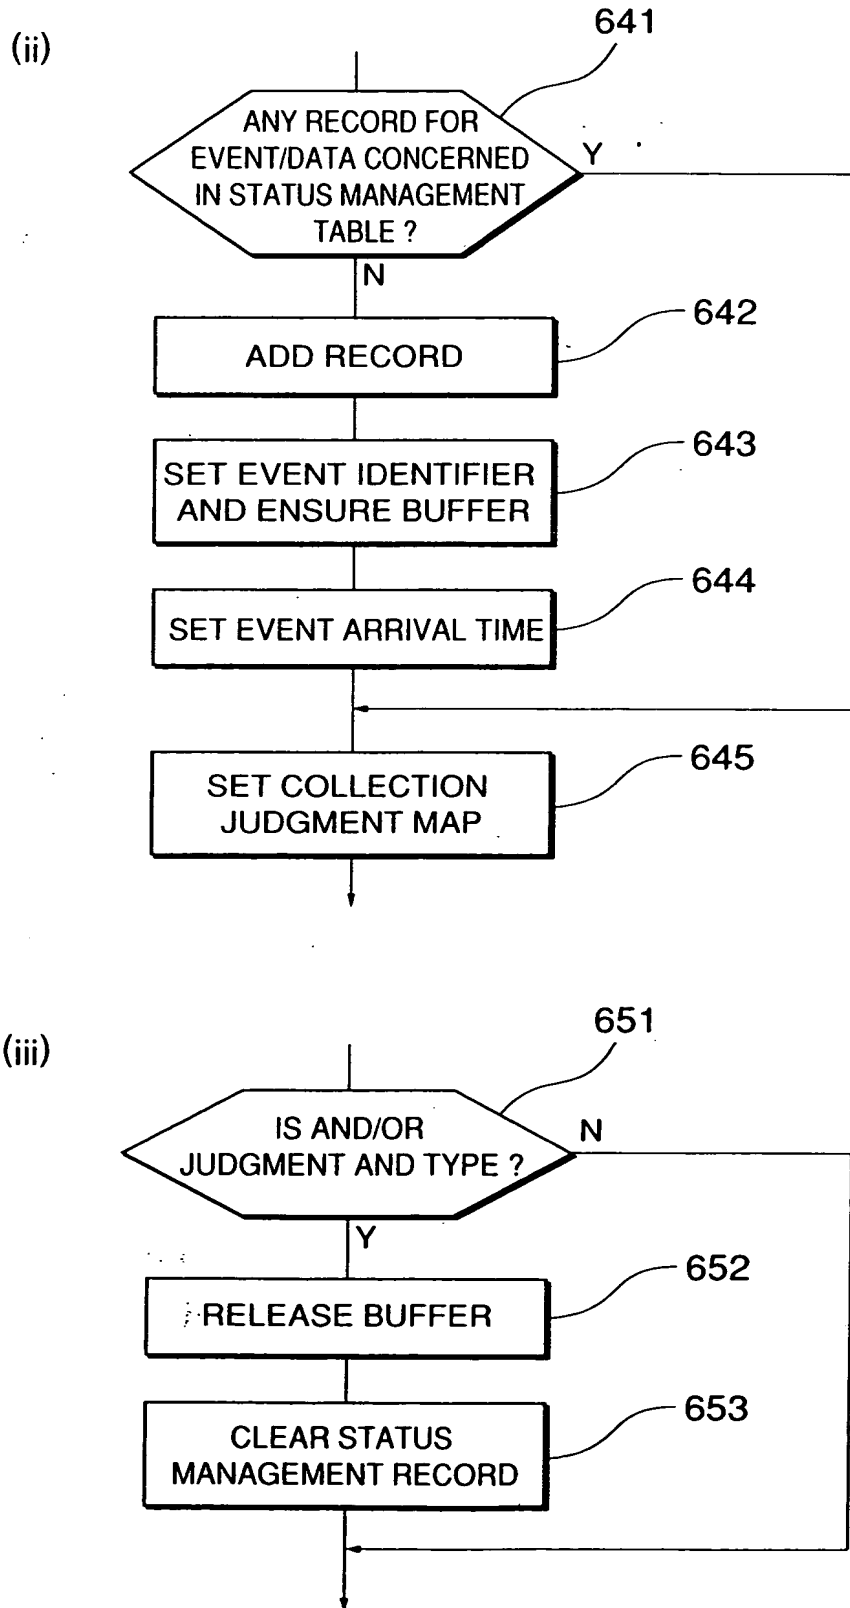 (ii)
641
ANY RECORD FOR
EVENT/DATA CONCERNED
IN STATUS MANAGEMENT
TABLE ?
Y
N
642
ADD RECORD
643
SET EVENT IDENTIFIER
AND ENSURE BUFFER
644
SET EVENT ARRIVAL TIME
645
SET COLLECTION
JUDGMENT MAP
(iii)
651
IS AND/OR
JUDGMENT AND TYPE ?
N
Y
652
RELEASE BUFFER
653
CLEAR STATUS
MANAGEMENT RECORD